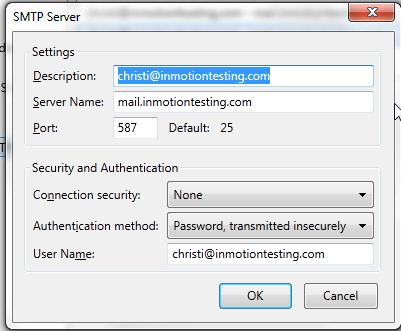 SMTP Server
Settings
Description: christi@inmotiontesting.com
Server Name: mail.inmotiontesting.com
Port: 587 Default: 25
Security and Authentication
Connection security: None
Authentication method: Password, transmitted insecurely
User Name: christi@inmotiontesting.com
OK Cancel